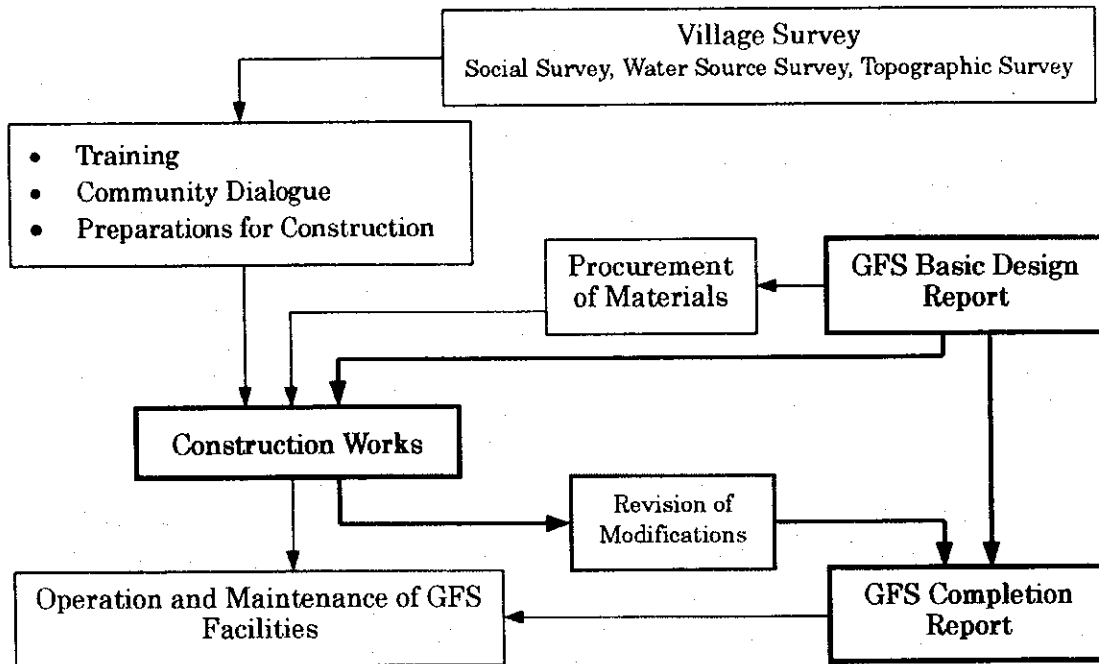 Village Survey
Social Survey, Water Source Survey, Topographic Survey
• Training
• Community Dialogue
• Preparations for Construction
Procurement
of Materials
GFS Basic Design
Report
Construction Works
Revision of
Modifications
Operation and Maintenance of GFS
Facilities
GFS Completion
Report